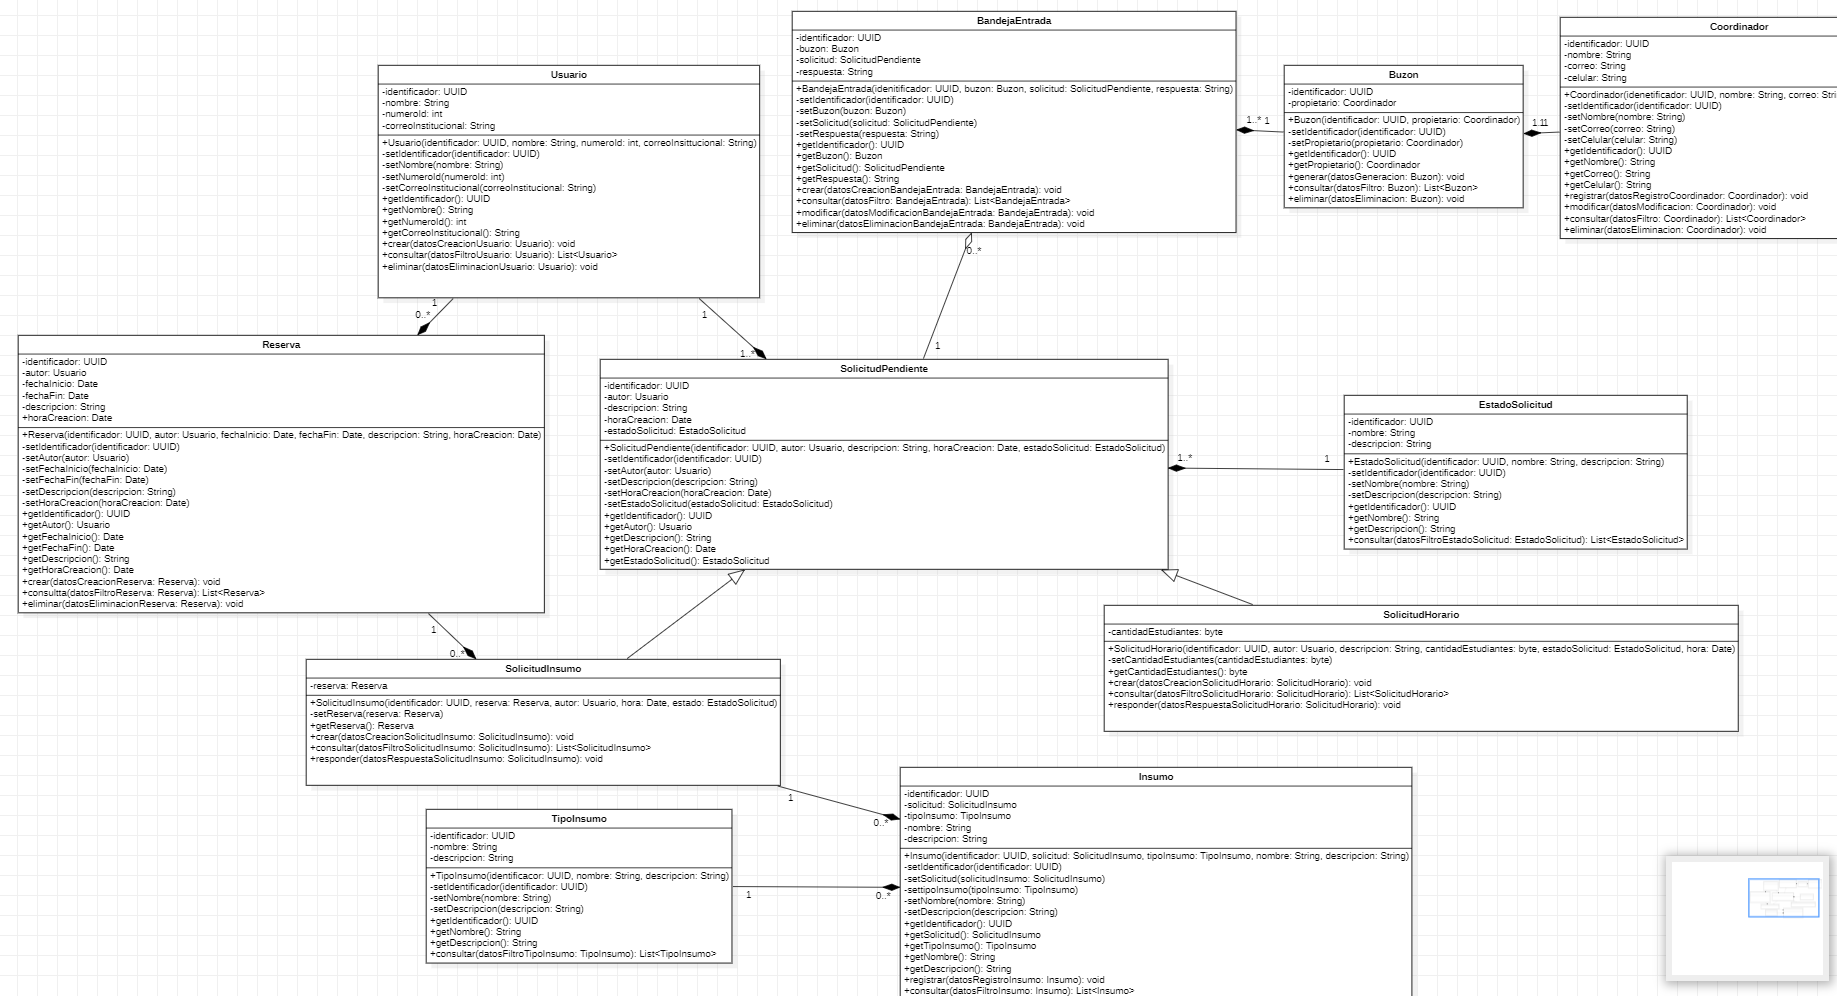 BandejaEntrada
-identificador: UUID
-buzon: Buzon
-solicitud: SolicitudPendiente
-respuesta: String
+BandejaEntrada(identificador: UUID, buzon: Buzon, solicitud: SolicitudPendiente, respuesta: String)
-setIdentificador(identificador: UUID)
-setBuzon(buzon: Buzon)
-setSolicitud(solicitud: SolicitudPendiente)
-setRespuesta(respuesta: String)
+getIdentificador(): UUID
+getBuzon(): Buzon
+getSolicitud(): SolicitudPendiente
+getRespuesta(): String
+crear(datosCreacionBandejaEntrada: BandejaEntrada): void
+consultar(datosFiltro: BandejaEntrada): List<BandejaEntrada>
+modificar(datosModificacionBandejaEntrada: BandejaEntrada): void
+eliminar(datosEliminacionBandejaEntrada: BandejaEntrada): void
1..* 1
0..*
1
Coordinador
-identificador: UUID
-nombre: String
-correo: String
-celular: String
+Coordinador(idenetificador: UUID, nombre: String, correo: Stri
-setIdentificador(identificador: UUID)
-setNombre(nombre: String)
-setCorreo(correo: String)
-setCelular(celular: String)
+getIdentificador(): UUID
+getNombre(): String
+getCorreo(): String
+getCelular(): String
+registrar(datosRegistroCoordinador: Coordinador): void
+modificar(datosModificacion: Coordinador): void
+consultar(datosFiltro: Coordinador): List<Coordinador>
+eliminar(datosEliminacion: Coordinador): void
Usuario
-identificador: UUID
-nombre: String
-numeroId: int
-correoInstitucional: String
+Usuario(identificador: UUID, nombre: String, numeroId: int, correoInsittucional: String)
-setIdentificador(identificador: UUID)
-setNombre(nombre: String)
-setNumeroId(numeroId: int)
-setCorreoInstitucional(correoInstitucional: String)
+getIdentificador(): UUID
+getNombre(): String
+getNumeroId(): int
+getCorreoInstitucional(): String
+crear(datosCreacionUsuario: Usuario): void
+consultar(datosFiltroUsuario: Usuario): List<Usuario>
+eliminar(datosEliminacionUsuario: Usuario): void
1
0..*
1
1..*
Buzon
-identificador: UUID
-propietario: Coordinador
+Buzon(identificador: UUID, propietario: Coordinador)
-setIdentificador(identificador: UUID)
-setPropietario(propietario: Coordinador)
+getIdentificador(): UUID
+getPropietario(): Coordinador
+generar(datosGeneracion: Buzon): void
+consultar(datosFiltro: Buzon): List<Buzon>
+eliminar(datosEliminacion: Buzon): void
1.11
Reserva
-identificador: UUID
-autor: Usuario
-fechaInicio: Date
-fechaFin: Date
-descripcion: String
+horaCreacion: Date
+Reserva(identificador: UUID, autor: Usuario, fechaInicio: Date, fechaFin: Date, descripcion: String, horaCreacion: Date)
-setIdentificador(identificador: UUID)
-setAutor(autor: Usuario)
-setFechaInicio(fechaInicio: Date)
-setFechaFin(fechaFin: Date)
-setDescripcion(descripcion: String)
-setHoraCreacion(horaCreacion: Date)
+getIdentificador(): UUID
+getAutor(): Usuario
+getFechaInicio(): Date
+getFechaFin(): Date
+getDescripcion(): String
+getHoraCreacion(): Date
+crear(datosCreacionReserva: Reserva): void
+consultta(datosFiltroReserva: Reserva): List<Reserva>
+eliminar(datosEliminacionReserva: Reserva): void
1
0..*
SolicitudPendiente
-identificador: UUID
-autor: Usuario
-descripcion: String
-horaCreacion: Date
-estadoSolicitud: EstadoSolicitud
+SolicitudPendiente(identificador: UUID, autor: Usuario, descripcion: String, horaCreacion: Date, estadoSolicitud: EstadoSolicitud)
-setIdentificador(identificador: UUID)
-setAutor(autor: Usuario)
-setDescripcion(descripcion: String)
-setHoraCreacion(horaCreacion: Date)
-setEstadoSolicitud(estadoSolicitud: EstadoSolicitud)
+getIdentificador(): UUID
+getAutor(): Usuario
+getDescripcion(): String
+getHoraCreacion(): Date
+getEstadoSolicitud(): EstadoSolicitud
1..*
1
EstadoSolicitud
-identificador: UUID
-nombre: String
-descripcion: String
+EstadoSolicitud(identificador: UUID, nombre: String, descripcion: String)
-setIdentificador(identificador: UUID)
-setNombre(nombre: String)
-setDescripcion(descripcion: String)
+getIdentificador(): UUID
+getNombre(): String
+getDescripcion(): String
+consultar(datosFiltroEstadoSolicitud: EstadoSolicitud): List<EstadoSolicitud>
SolicitudHorario
-cantidadEstudiantes: byte
+SolicitudHorario(identificador: UUID, autor: Usuario, descripcion: String, cantidadEstudiantes: byte, estadoSolicitud: EstadoSolicitud, hora: Date)
-setCantidadEstudiantes(cantidadEstudiantes: byte)
+getCantidadEstudiantes(): byte
+crear(datosCreacionSolicitudHorario: SolicitudHorario): void
+consultar(datosFiltroSolicitudHorario: SolicitudHorario): List<SolicitudHorario>
+responder(datosRespuestaSolicitudHorario: SolicitudHorario): void
SolicitudInsumo
-reserva: Reserva
+SolicitudInsumo(identificador: UUID, reserva: Reserva, autor: Usuario, hora: Date, estado: EstadoSolicitud)
-setReserva(reserva: Reserva)
+getReserva(): Reserva
+crear(datosCreacionSolicitudInsumo: SolicitudInsumo): void
+consultar(datosFiltroSolicitudInsumo: SolicitudInsumo): List<SolicitudInsumo>
+responder(datosRespuestaSolicitudInsumo: SolicitudInsumo): void
1
0..*
TipoInsumo
-identificador: UUID
-nombre: String
-descripcion: String
+TipoInsumo(identificacor: UUID, nombre: String, descripcion: String)
-setIdentificador(identificador: UUID)
-setNombre(nombre: String)
-setDescripcion(descripcion: String)
+getIdentificador(): UUID
+getNombre(): String
+getDescripcion(): String
+consultar(datosFiltroTipoInsumo: TipoInsumo): List<TipoInsumo>
1
0..*
Insumo
-identificador: UUID
-solicitud: SolicitudInsumo
-tipoInsumo: TipoInsumo
-nombre: String
-descripcion: String
+Insumo(identificador: UUID, solicitud: SolicitudInsumo, tipoInsumo: TipoInsumo, nombre: String, descripcion: String)
-setIdentificador(identificador: UUID)
-setSolicitud(solicitudInsumo: SolicitudInsumo)
-settipoInsumo(tipoInsumo: TipoInsumo)
-setNombre(nombre: String)
-setDescripcion(descripcion: String)
+getIdentificador(): UUID
+getSolicitud(): SolicitudInsumo
+getTipoInsumo(): TipoInsumo
+getNombre(): String
+getDescripcion(): String
+registrar(datosRegistroInsumo: Insumo): void
+consultar(datosFiltroInsumo: Insumo): List<Insumo>